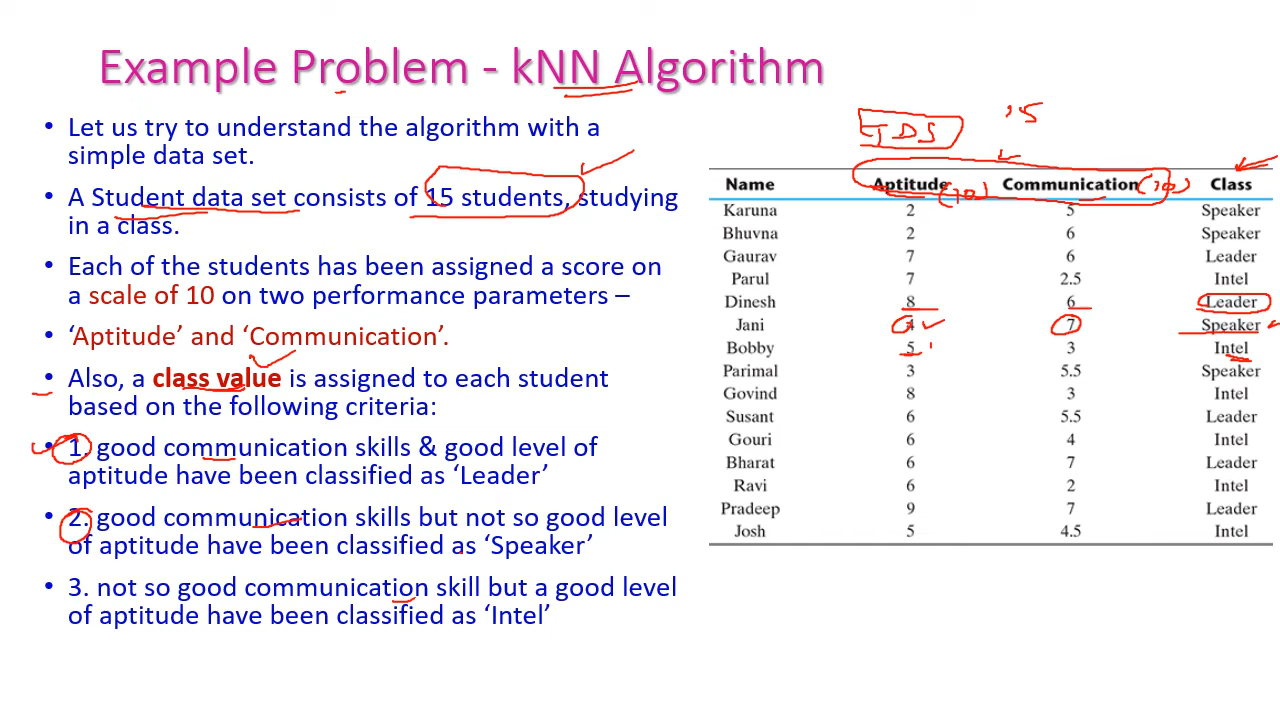 Example Problem - kNN Algorithm
• Let us try to understand the algorithm with a
simple data set.
• A Student data set consists of 15 students, studying
in a class.
• Each of the students has been assigned a score on
a scale of 10 on two performance parameters –
• ‘Aptitude’ and ‘Communication’.
• Also, a class value is assigned to each student
based on the following criteria:
• 1. good communication skills & good level of
aptitude have been classified as ‘Leader’
• 2. good communication skills but not so good level
of aptitude have been classified as ‘Speaker’
• 3. not so good communication skill but a good level
of aptitude have been classified as ‘Intel’
Name Aptitude (10) Communication (10) Class
Karuna 2 5 Speaker
Bhuvna 2 6 Speaker
Gaurav 7 6 Leader
Parul 7 2.5 Intel
Dinesh 8 6 Leader
Jani 4 7 Speaker
Bobby 5 3 Intel
Parimal 3 5.5 Speaker
Govind 8 3 Intel
Susant 6 5.5 Leader
Gouri 6 4 Intel
Bharat 6 7 Leader
Ravi 6 2 Intel
Pradeep 9 7 Leader
Josh 5 4.5 Intel